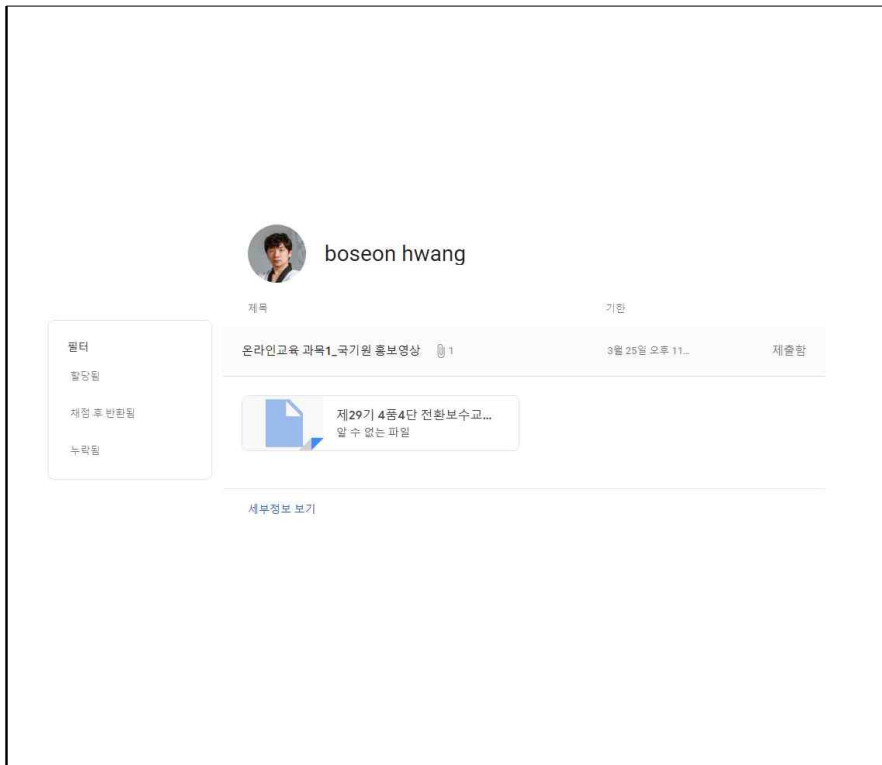 boseon hwang
제목 기한
필터
할당됨
채점 후 반환됨
누락됨
온라인교육 과목1_국기원 홍보영상 1 3월 25일 오후 11... 제출함
제29기 4품4단 전환보수교...
알 수 없는 파일
세부정보 보기